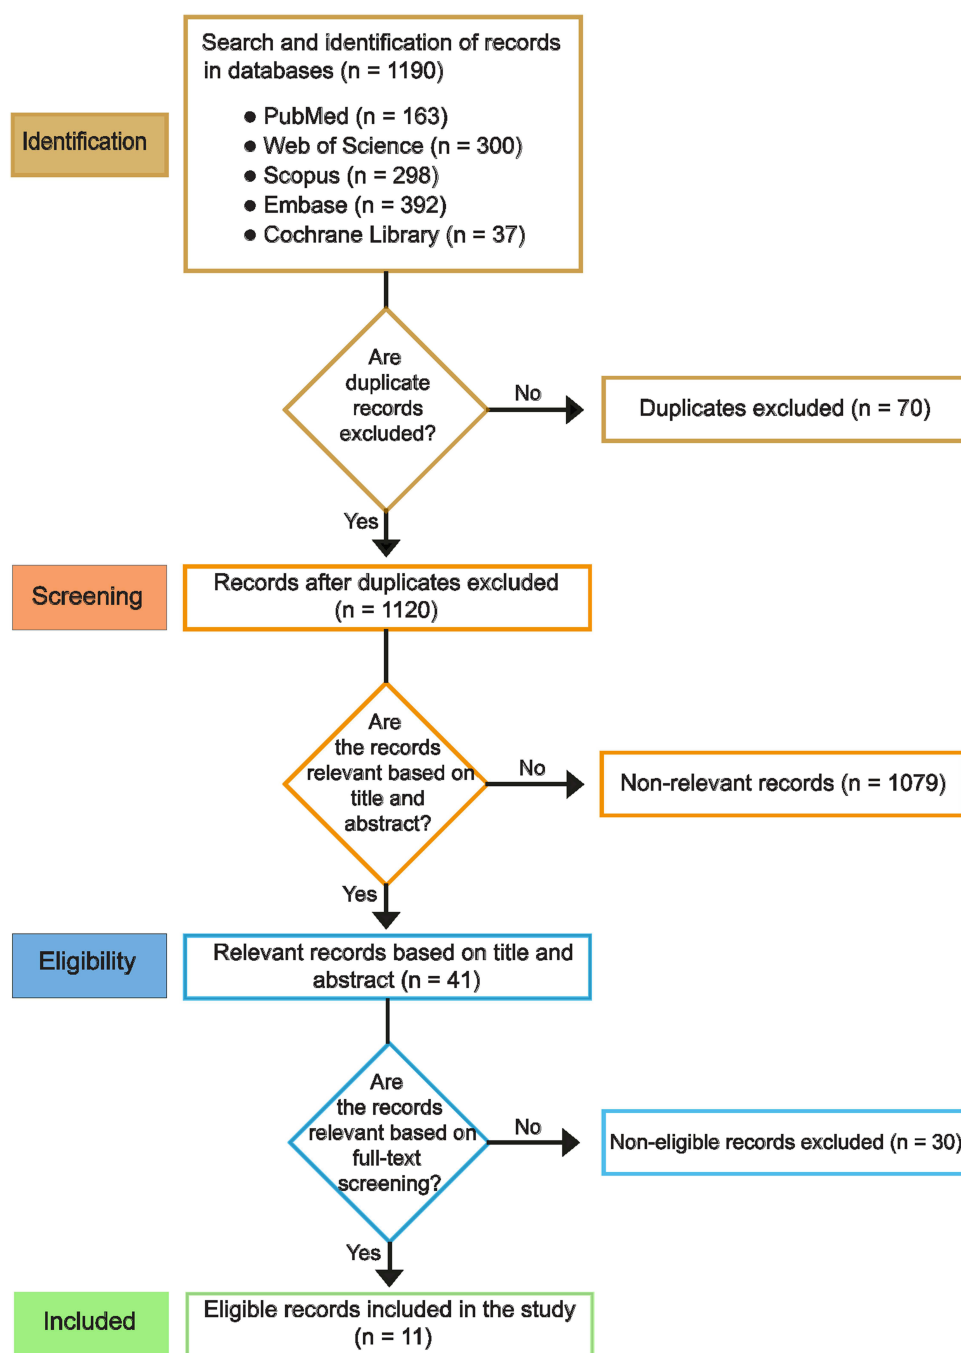 Identification
Search and identification of records
in databases (n = 1190)
● PubMed (n = 163)
● Web of Science (n = 300)
● Scopus (n = 298)
● Embase (n = 392)
● Cochrane Library (n = 37)
Are
duplicate
records
excluded?
No
Duplicates excluded (n = 70)
Yes
Screening
Records after duplicates excluded
(n = 1120)
Are
the records
relevant based on
title and
abstract?
No
Non-relevant records (n = 1079)
Yes
Eligibility
Relevant records based on title and
abstract (n = 41)
Are
the records
relevant based on
full-text
screening?
No
Non-eligible records excluded (n = 30)
Yes
Included
Eligible records included in the study
(n = 11)